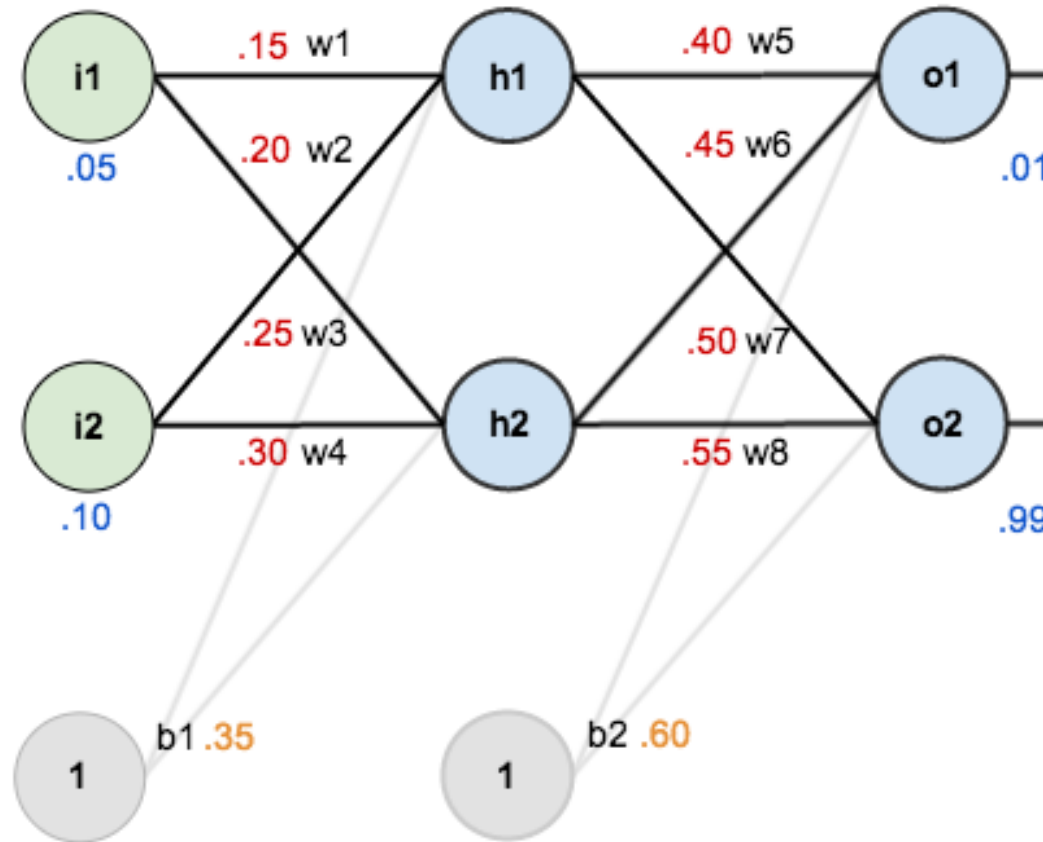 .15 w1
.40 w5
i1
h1
o1
.20 w2
.45 w6
.05
.01
.25 w3
.50 w7
i2
h2
o2
.30 w4
.55 w8
.10
.99
b1 .35
b2 .60
1
1